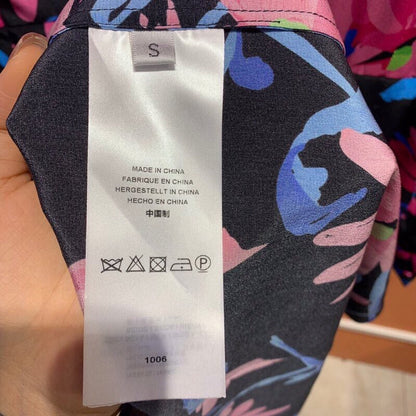 S
MADE IN CHINA
FABRIQUE EN CHINE
HERGESTELLT IN CHINA
HECHO EN CHINA
中国制
P
1006